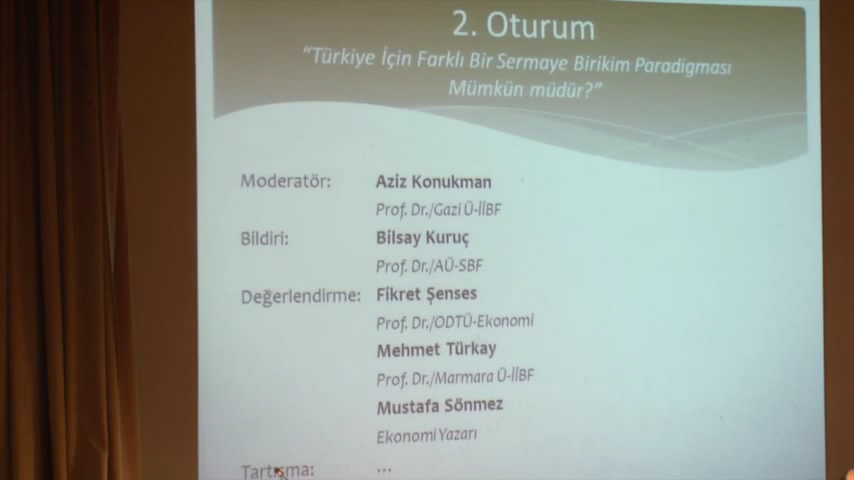 2. Oturum
“Türkiye İçin Farklı Bir Sermaye Birikim Paradigması
Mümkün müdür?”
Moderatör: Aziz Konukman
Prof. Dr./Gazi Ü-İİBF
Bildiri: Bilsay Kuruç
Prof. Dr./AÜ-SBF
Değerlendirme: Fikret Şenses
Prof. Dr./ODTÜ-Ekonomi
Mehmet Türkay
Prof. Dr./Marmara Ü-İİBF
Mustafa Sönmez
Ekonomi Yazarı
Tartışma: ...